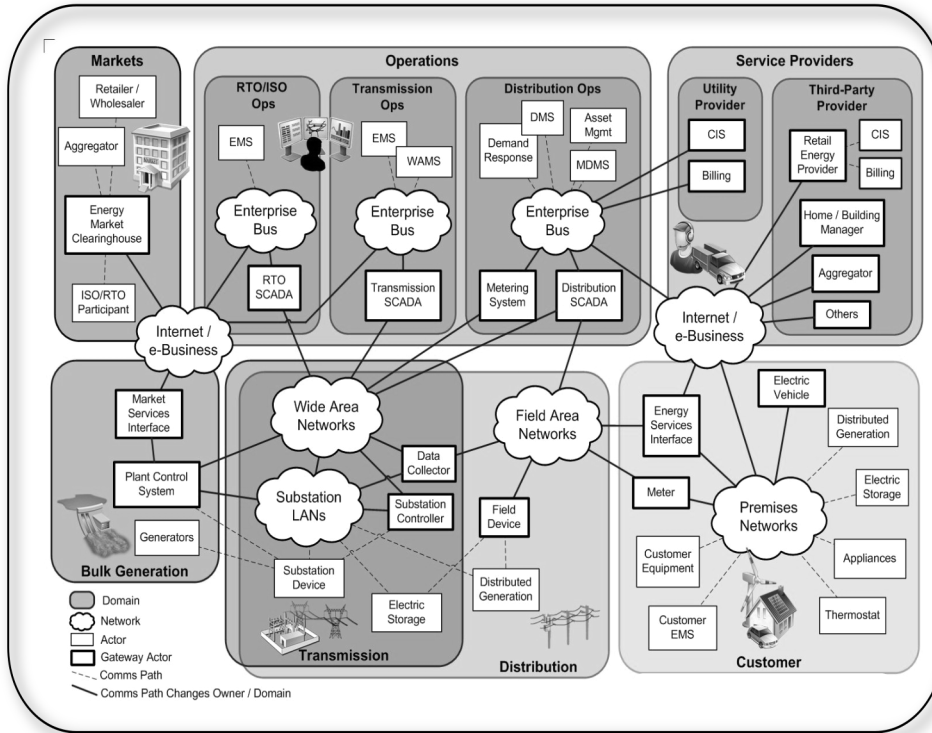 Markets
Retailer /
Wholesaler
Aggregator
Energy
Market
Clearinghouse
ISO/RTO
Participant
Operations
RTO/ISO
Ops
EMS
Enterprise
Bus
RTO
SCADA
Transmission
Ops
EMS
WAMS
Enterprise
Bus
Transmission
SCADA
Distribution Ops
DMS
Asset
Mgmt
Demand
Response
MDMS
Enterprise
Bus
Metering
System
Distribution
SCADA
Service Providers
Utility
Provider
CIS
Billing
Third-Party
Provider
Retail
Energy
Provider
CIS
Billing
Home / Building
Manager
Aggregator
Others
Internet /
e-Business
Internet /
e-Business
Market
Services
Interface
Plant Control
System
Generators
Bulk Generation
Wide Area
Networks
Substation
LANs
Data
Collector
Substation
Controller
Substation
Device
Electric
Storage
Transmission
Field Area
Networks
Field
Device
Distributed
Generation
Distribution
Energy
Services
Interface
Meter
Electric
Vehicle
Distributed
Generation
Electric
Storage
Premises
Networks
Appliances
Thermostat
Customer
Equipment
Customer
EMS
Customer
Domain
Network
Actor
Gateway Actor
Comms Path
Comms Path Changes Owner / Domain